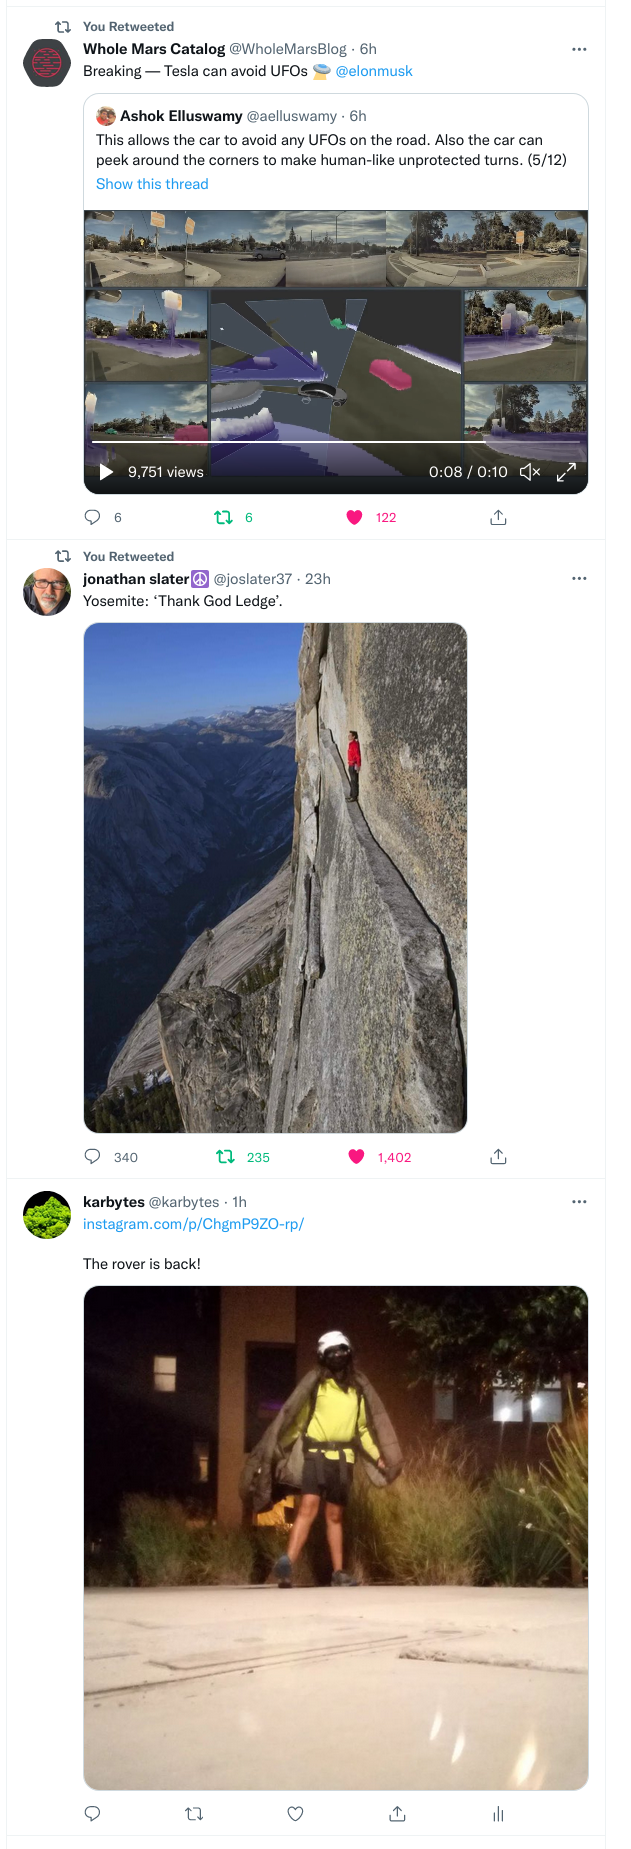 You Retweeted
Whole Mars Catalog @WholeMarsBlog · 6h
Breaking — Tesla can avoid UFOs 🛸 @elonmusk
Ashok Elluswamy @aelluswamy · 6h
This allows the car to avoid any UFOs on the road. Also the car can
peek around the corners to make human-like unprotected turns. (5/12)
Show this thread
9,751 views
0:08 / 0:10
6 6 122
You Retweeted
jonathan slater☮️ @joslater37 · 23h
Yosemite: ‘Thank God Ledge’.
340 235 1,402
karbytes @karbytes · 1h
instagram.com/p/ChgmP9ZO-rp/
The rover is back!